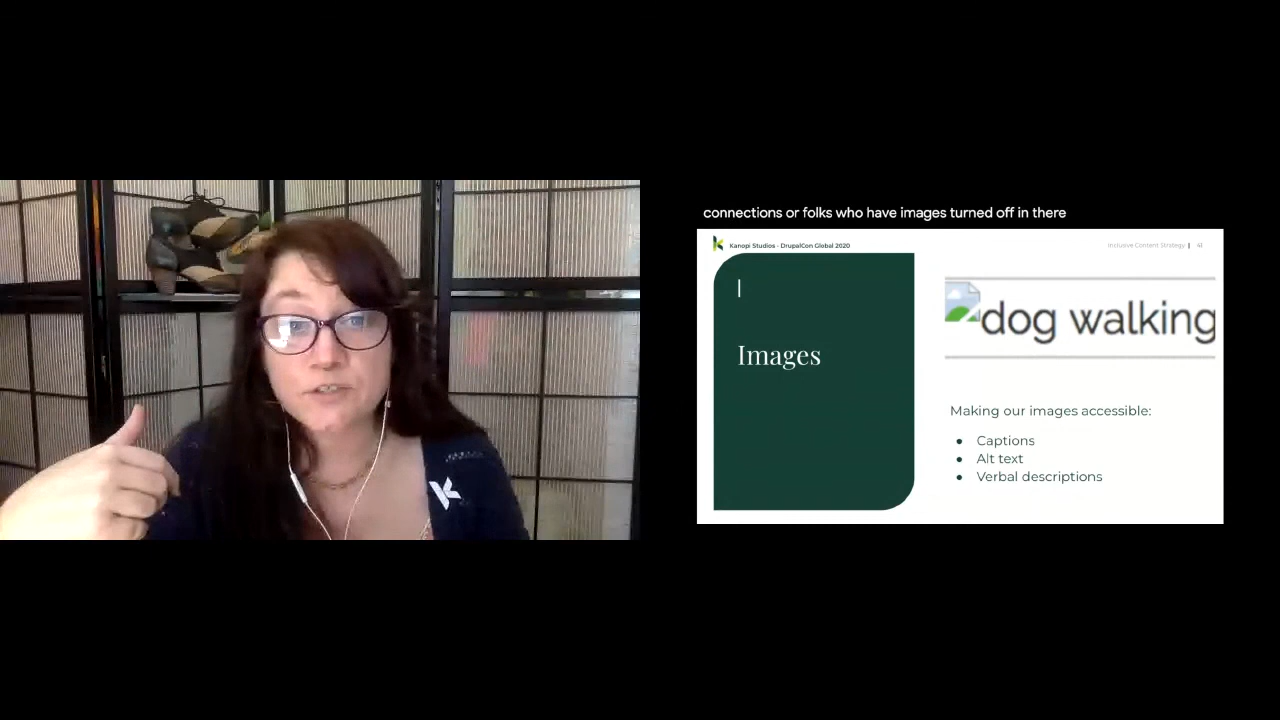 connections or folks who have images turned off in there
Kanopi Studios - DrupalCon Global 2020
Inclusive Content Strategy | 41
|
Images
dog walking
Making our images accessible:
● Captions
● Alt text
● Verbal descriptions